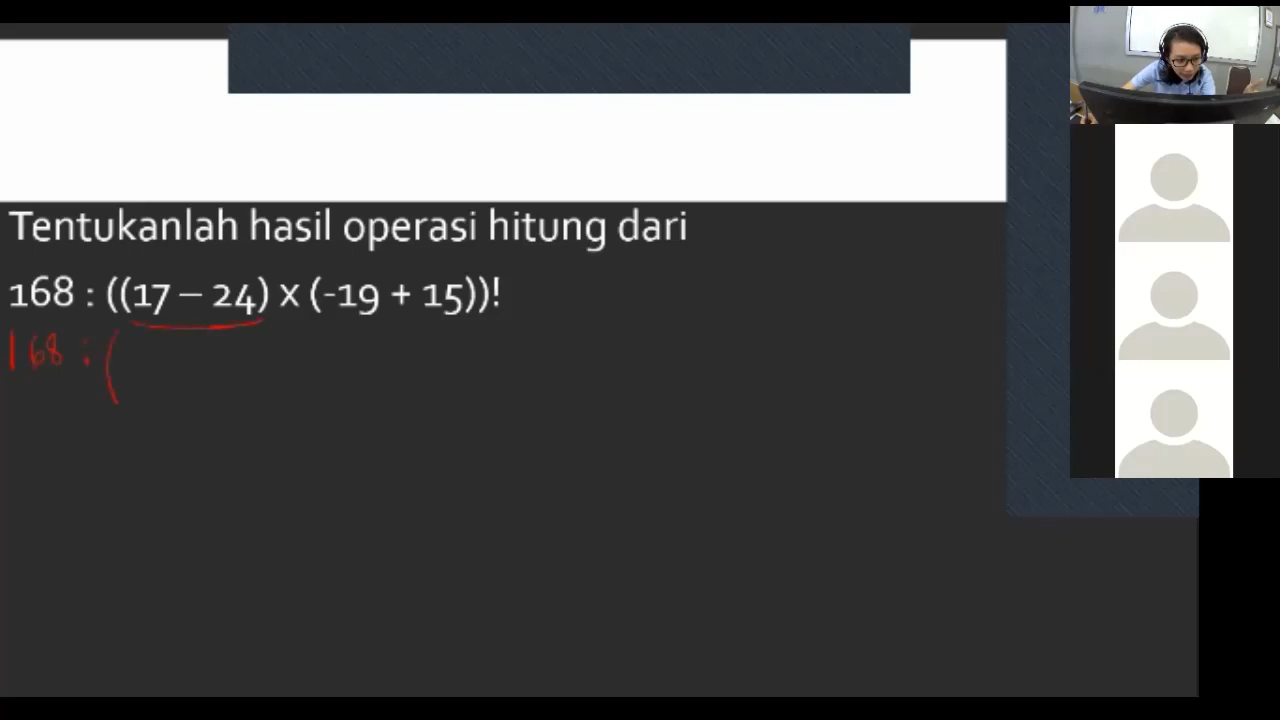 Tentukanlah hasil operasi hitung dari
168 : ((17 – 24) x (-19 + 15))!
168 : (